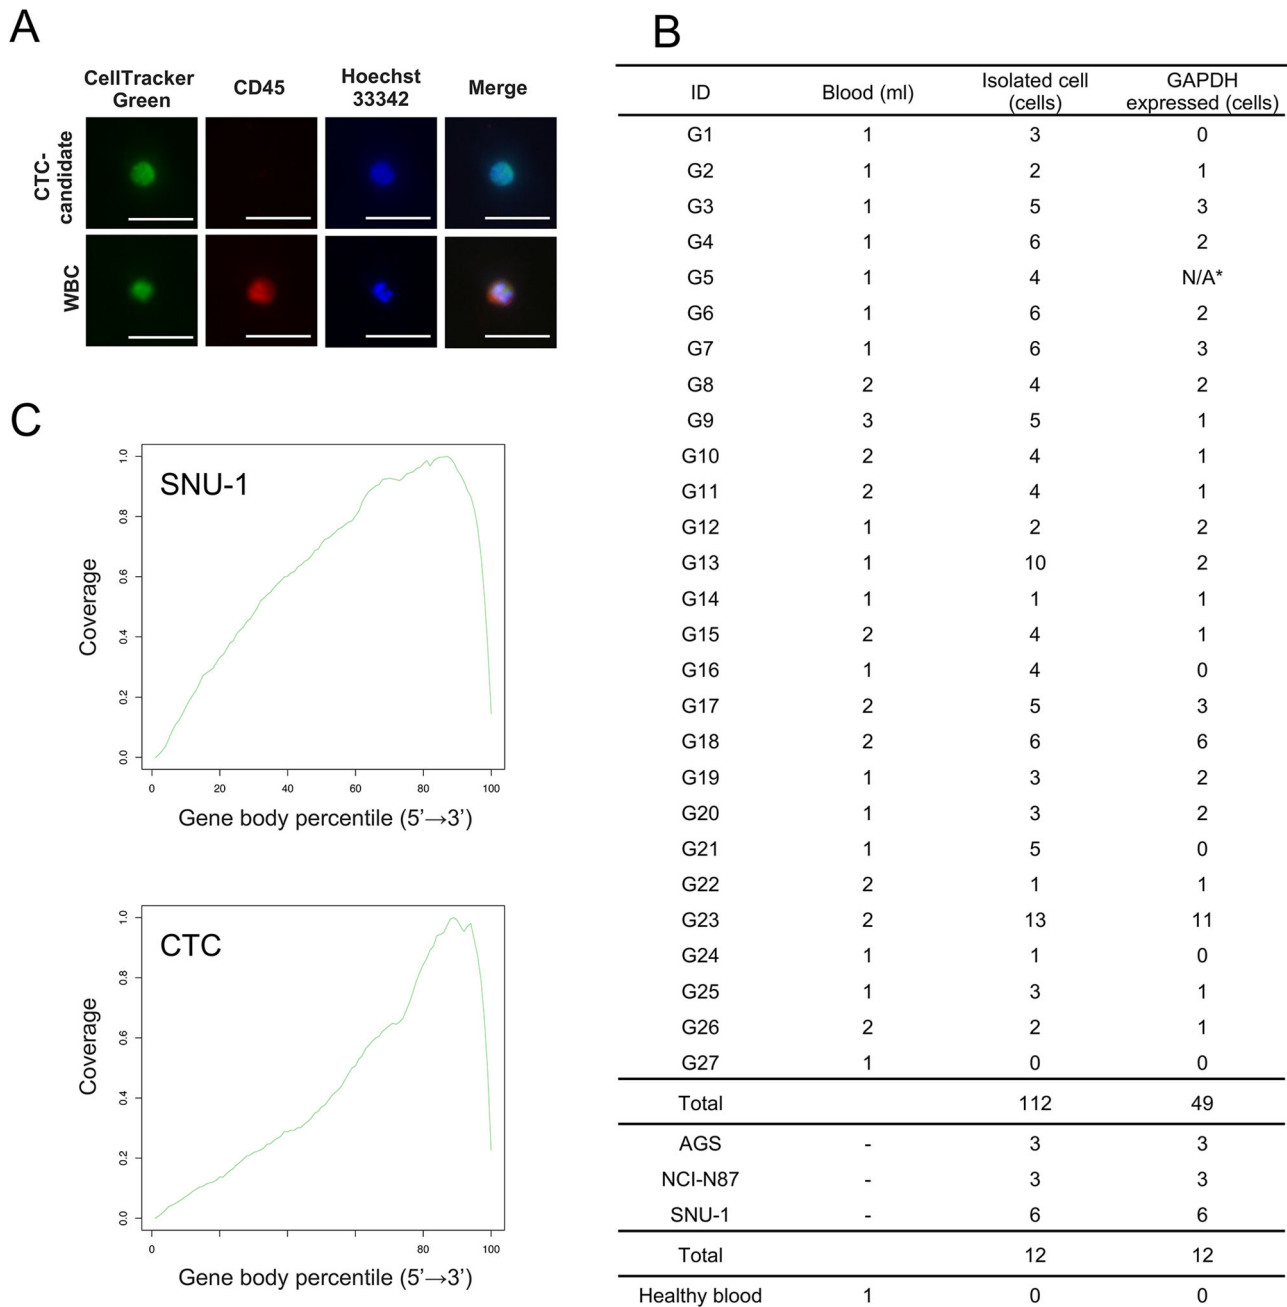 A
CellTracker
Green
CD45
Hoechst
33342
Merge
CTC-
candidate
WBC
B
ID Blood (ml) Isolated cell (cells) GAPDH expressed (cells)
G1 1 3 0
G2 1 2 1
G3 1 5 3
G4 1 6 2
G5 1 4 N/A*
G6 1 6 2
G7 1 6 3
G8 2 4 2
G9 3 5 1
G10 2 4 1
G11 2 4 1
G12 1 2 2
G13 1 10 2
G14 1 1 1
G15 2 4 1
G16 1 4 0
G17 2 5 3
G18 2 6 6
G19 1 3 2
G20 1 3 2
G21 1 5 0
G22 2 1 1
G23 2 13 11
G24 1 1 0
G25 1 3 1
G26 2 2 1
G27 1 0 0
Total 112 49
AGS - 3 3
NCI-N87 - 3 3
SNU-1 - 6 6
Total 12 12
Healthy blood 1 0 0
C
SNU-1
Coverage
1.0
0.8
0.6
0.4
0.2
0.0
0 20 40 60 80 100
Gene body percentile (5’→3’)
CTC
Coverage
1.0
0.8
0.6
0.4
0.2
0.0
0 80 100
Gene body percentile (5’→3’)